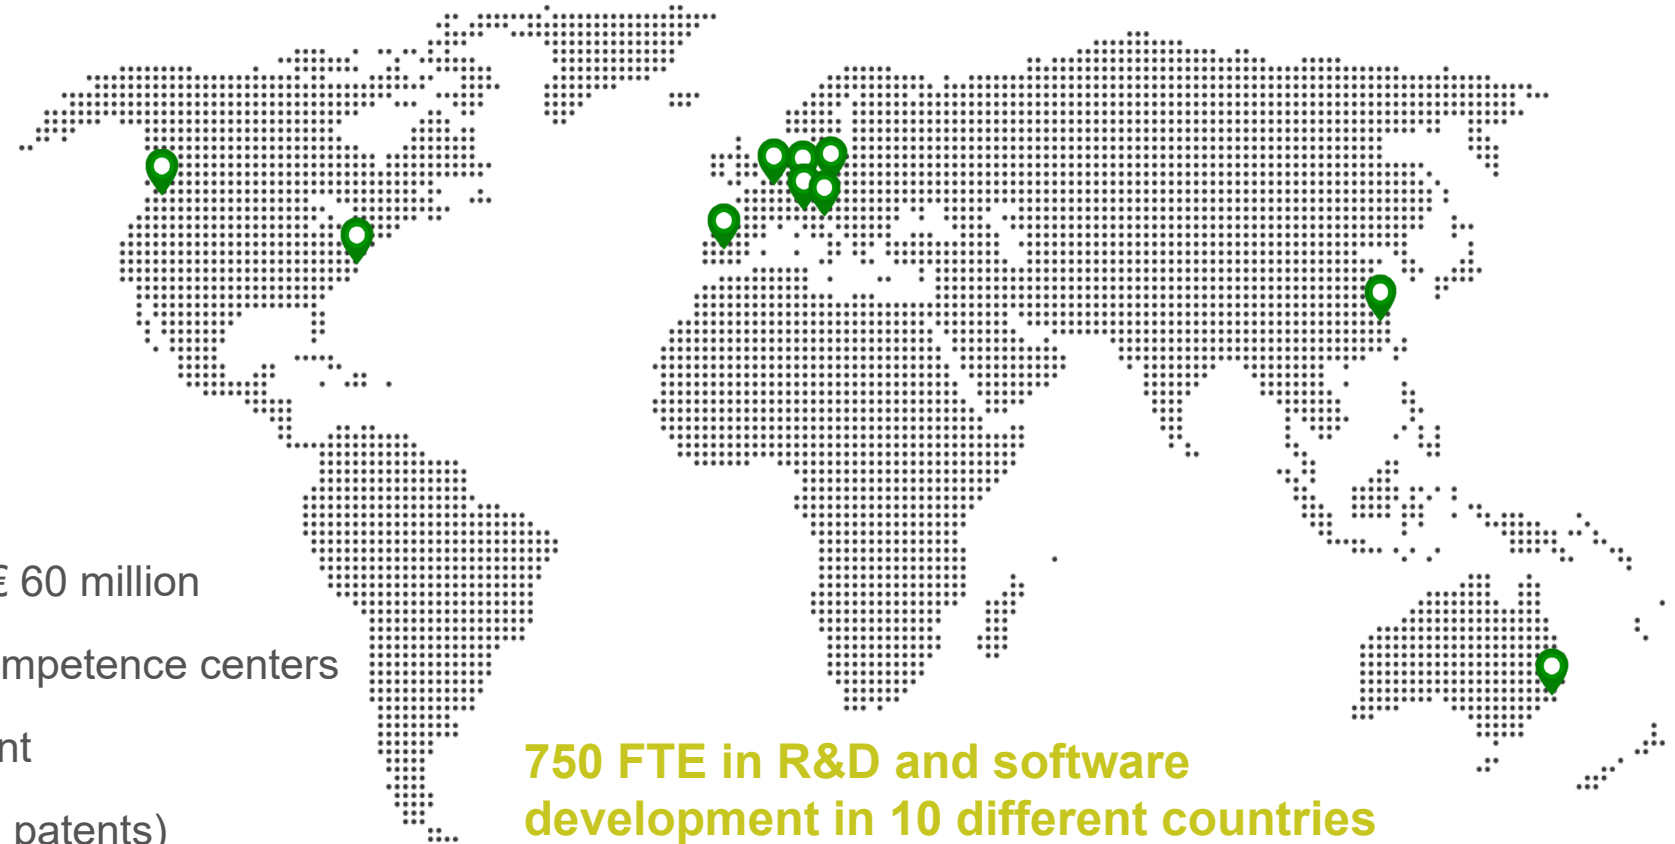 € 60 million
mpetence centers
nt
patents)
750 FTE in R&D and software
development in 10 different countries